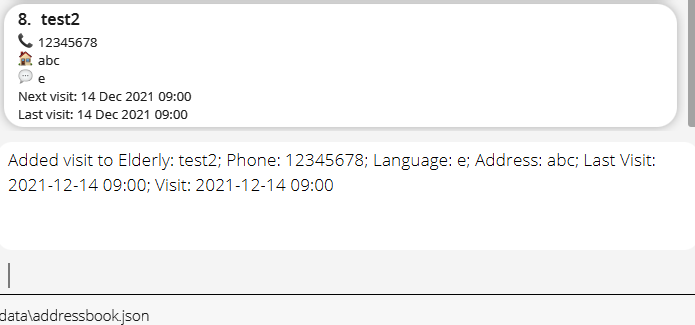 8. test2
12345678
abc
e
Next visit: 14 Dec 2021 09:00
Last visit: 14 Dec 2021 09:00
Added visit to Elderly: test2; Phone: 12345678; Language: e; Address: abc; Last Visit:
2021-12-14 09:00; Visit: 2021-12-14 09:00
data\addressbook.json